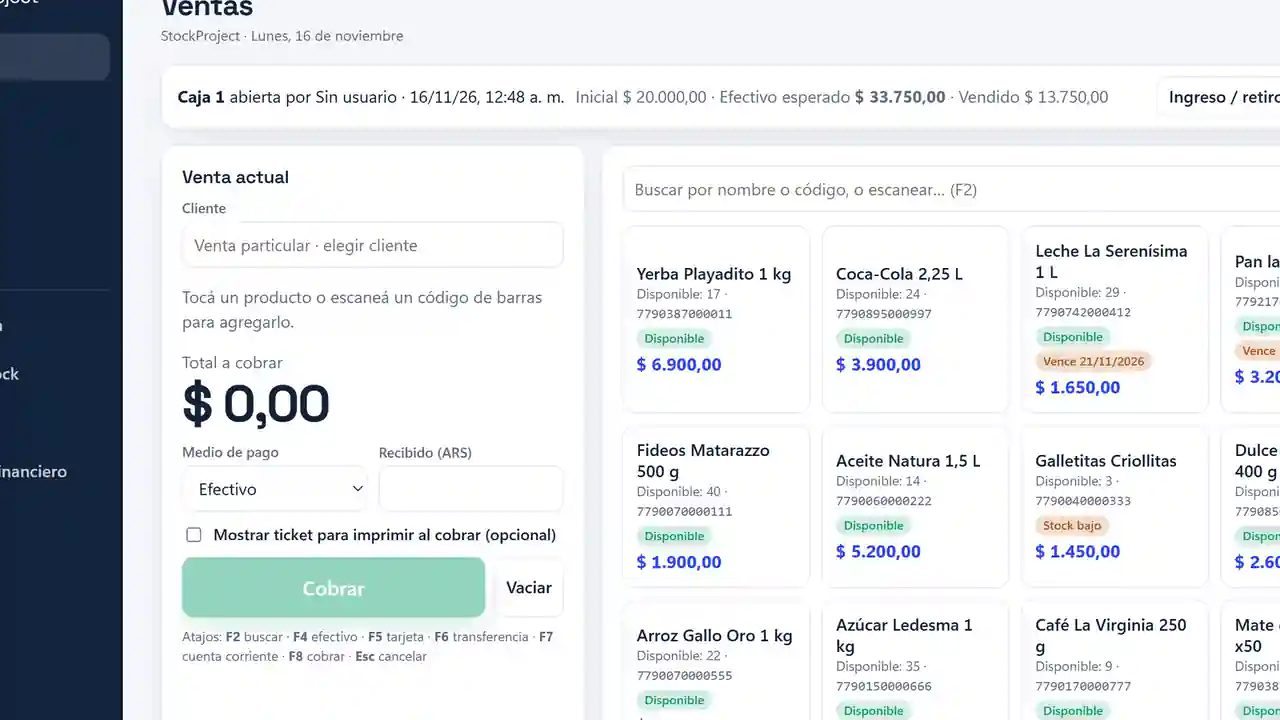 Ventas
StockProject · Lunes, 16 de noviembre
Caja 1 abierta por Sin usuario · 16/11/26, 12:48 a. m. Inicial $ 20.000,00 · Efectivo esperado $ 33.750,00 · Vendido $ 13.750,00
Ingreso / retiro
Venta actual
Cliente
Venta particular · elegir cliente
Tocá un producto o escaneá un código de barras
para agregarlo.
Total a cobrar
$ 0,00
Medio de pago
Recibido (ARS)
Efectivo
Mostrar ticket para imprimir al cobrar (opcional)
Cobrar
Vaciar
Atajos: F2 buscar · F4 efectivo · F5 tarjeta · F6 transferencia · F7
cuenta corriente · F8 cobrar · Esc cancelar
Buscar por nombre o código, o escanear... (F2)
Yerba Playadito 1 kg
Disponible: 17 ·
7790387000011
Disponible
$ 6.900,00
Coca-Cola 2,25 L
Disponible: 24 ·
7790895000997
Disponible
$ 3.900,00
Leche La Serenísima
1 L
Disponible: 29 ·
7790742000412
Disponible
Vence 21/11/2026
$ 1.650,00
Pan la
Vence
Fideos Matarazzo
500 g
Disponible: 40 ·
7790070000111
Disponible
$ 1.900,00
Aceite Natura 1,5 L
Disponible: 14 ·
7790060000222
Disponible
$ 5.200,00
Galletitas Criollitas
Disponible: 3 ·
7790040000333
Stock bajo
$ 1.450,00
Dulce
400 g
Arroz Gallo Oro 1 kg
Disponible: 22 ·
7790070000555
Disponible
Azúcar Ledesma 1
kg
Disponible: 35 ·
7790150000666
Disponible
Café La Virginia 250
g
Disponible: 9 ·
7790170000777
Disponible
Mate
x50